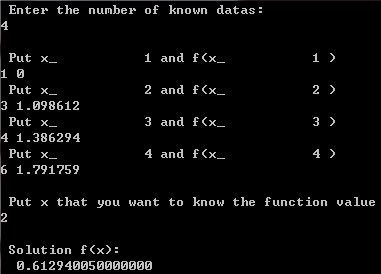 Enter the number of known datas:
4
Put x_ 1 and f(x_ 1 )
1 0
Put x_ 2 and f(x_ 2 )
3 1.098612
Put x_ 3 and f(x_ 3 )
4 1.386294
Put x_ 4 and f(x_ 4 )
6 1.791759
Put x that you want to know the function value
2
Solution f(x):
0.612940050000000